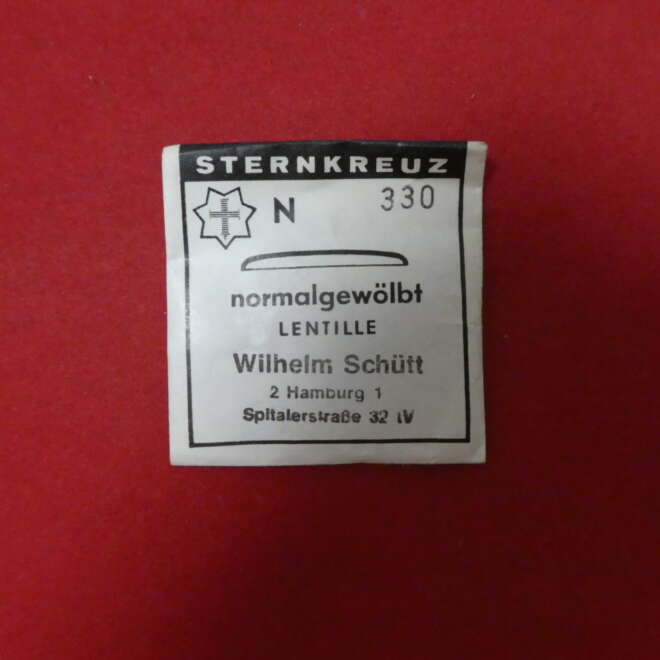 STERNKREUZ
N 330
normalgewölbt
LENTILLE
Wilhelm Schütt
2 Hamburg 1
Spitalerstraße 32 IV